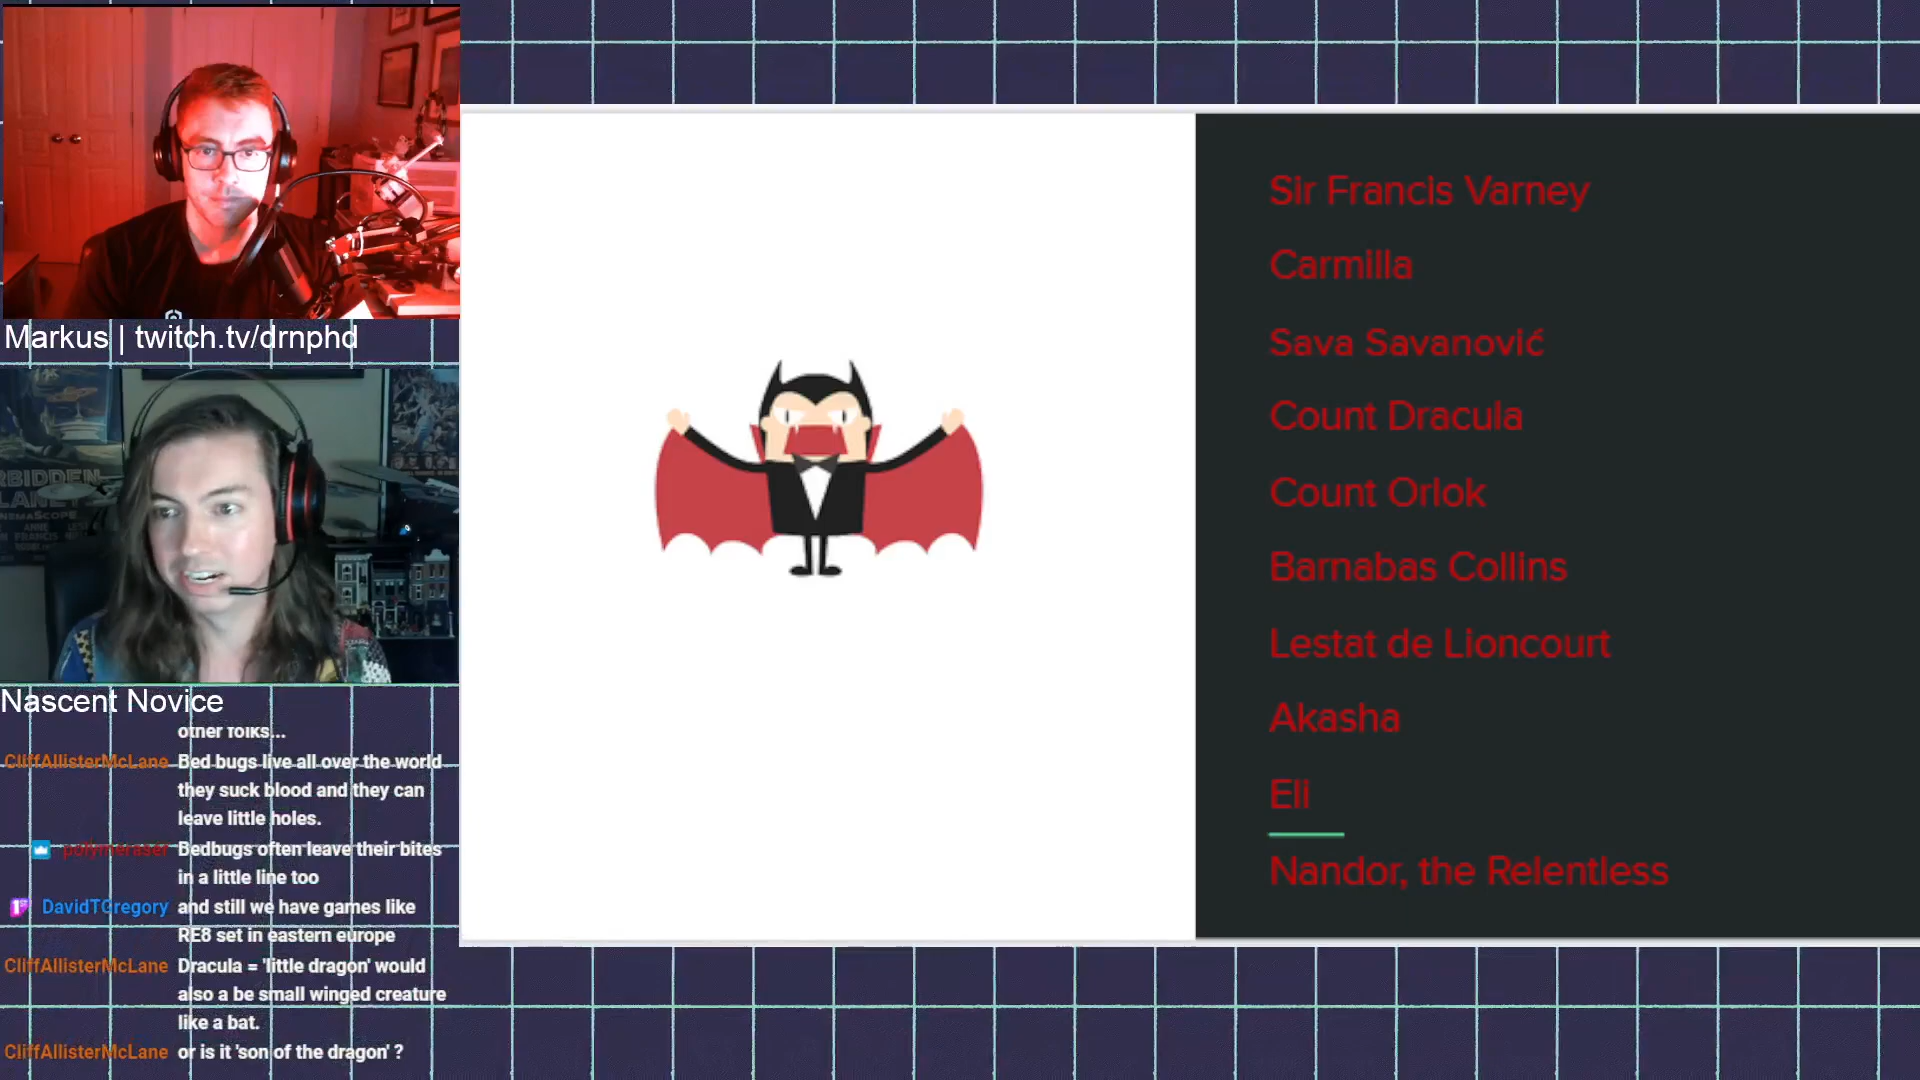 Markus | twitch.tv/drnphd
Nascent Novice
other folks...
CliffAllisterMcLane Bed bugs live all over the world
they suck blood and they can
leave little holes.
polymeraser Bedbugs often leave their bites
in a little line too
DavidTGregory and still we have games like
RE8 set in eastern europe
CliffAllisterMcLane Dracula = 'little dragon' would
also a be small winged creature
like a bat.
CliffAllisterMcLane or is it 'son of the dragon' ?
Sir Francis Varney
Carmilla
Sava Savanović
Count Dracula
Count Orlok
Barnabas Collins
Lestat de Lioncourt
Akasha
Eli
Nandor, the Relentless